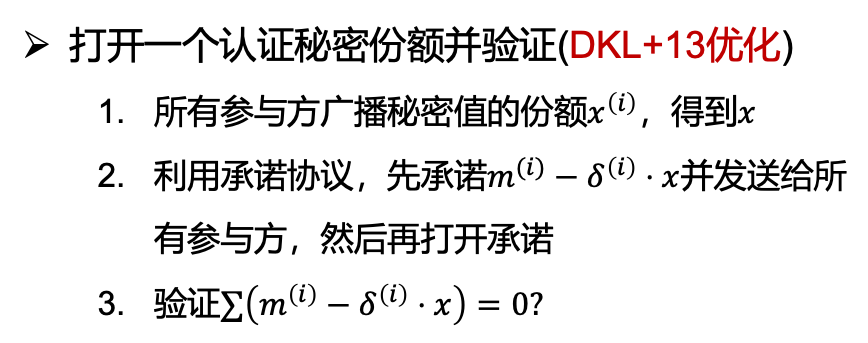 ➢ 打开一个认证秘密份额并验证(DKL+13优化)
1. 所有参与方广播秘密值的份额𝑥⁽ⁱ⁾，得到𝑥
2. 利用承诺协议，先承诺𝑚⁽ⁱ⁾ − 𝛿⁽ⁱ⁾ · 𝑥并发送给所
有参与方，然后再打开承诺
3. 验证∑(𝑚⁽ⁱ⁾ − 𝛿⁽ⁱ⁾ · 𝑥) = 0?